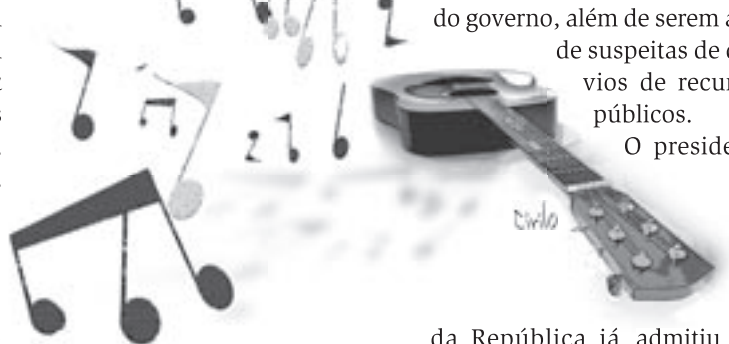 do governo, além de serem a
de suspeitas de
vios de recur
públicos.
O preside
da República já admitiu